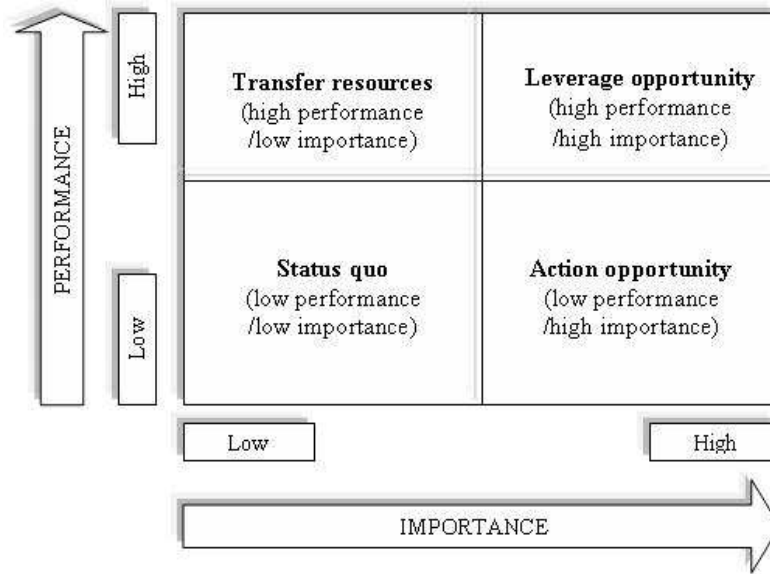 PERFORMANCE
High
Low
Transfer resources
(high performance
/low importance)
Leverage opportunity
(high performance
/high importance)
Status quo
(low performance
/low importance)
Action opportunity
(low performance
/high importance)
Low
High
IMPORTANCE